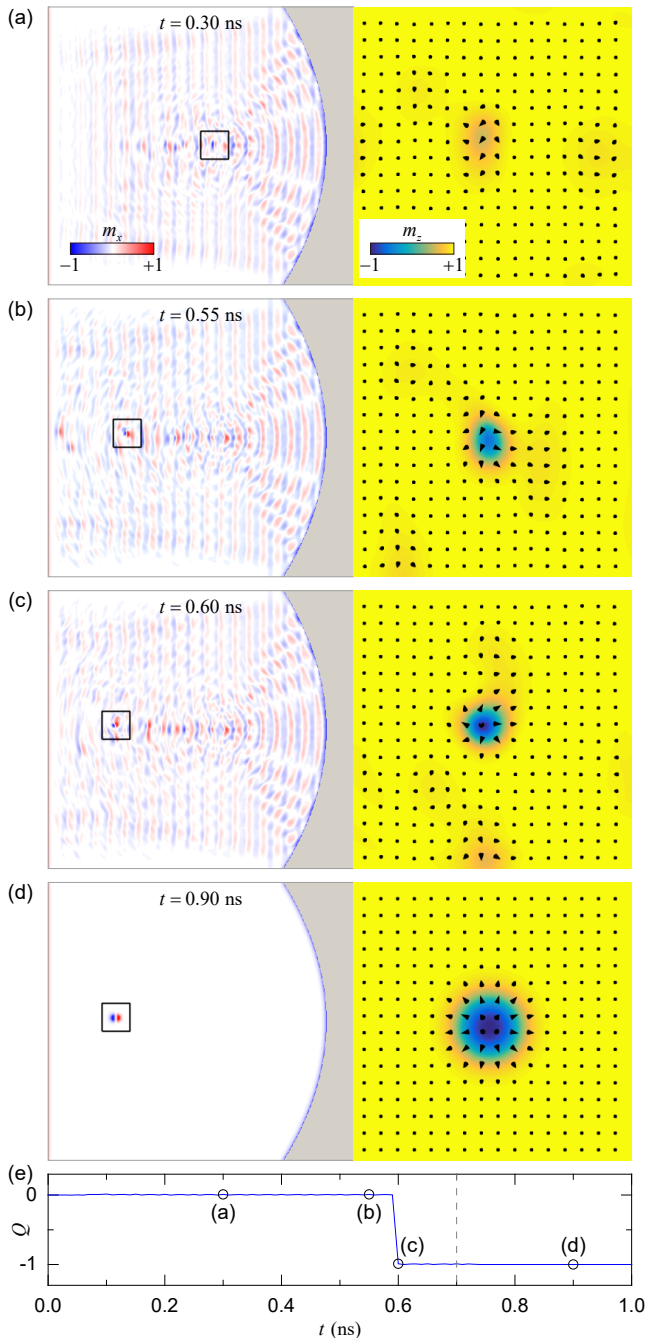 (a)
t = 0.30 ns
m_x
−1 +1
m_z
−1 +1
(b)
t = 0.55 ns
(c)
t = 0.60 ns
(d)
t = 0.90 ns
(e)
Q
0
-1
(a) (b) (c) (d)
0.0 0.2 0.4 0.6 0.8 1.0
t (ns)